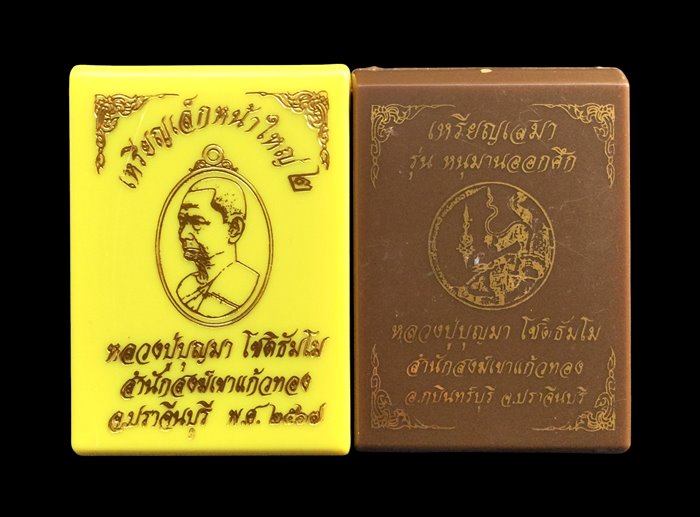 เหรียญเล็กหน้าใหญ่ ๒
หลวงปู่บุญมา โชติธัมโม
สำนักสงฆ์เขาแก้วทอง
จ.ปราจีนบุรี พ.ศ. ๒๕๖๗
เหรียญเสมา
รุ่น หนุมานออกศึก
หลวงปู่บุญมา โชติธัมโม
สำนักสงฆ์เขาแก้วทอง
อ.กบินทร์บุรี จ.ปราจีนบุรี